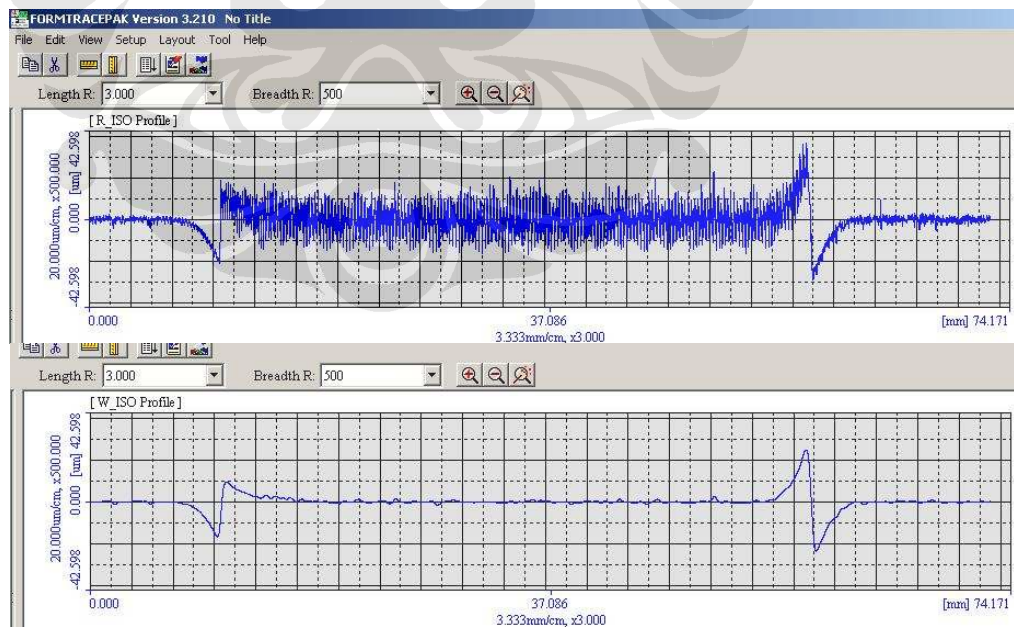 FORMTRACEPAK Version 3.210 No Title
File Edit View Setup Layout Tool Help
Length R: 3.000 Breadth R: 500
[ R_ISO Profile ]
20.000um/cm, x500.000
[um]
42.598
0.000
-42.598
0.000 37.086 [mm] 74.171
3.333mm/cm, x3.000
Length R: 3.000 Breadth R: 500
[ W_ISO Profile ]
20.000um/cm, x500.000
[um]
42.598
0.000
-42.598
0.000 37.086 [mm] 74.171
3.333mm/cm, x3.000